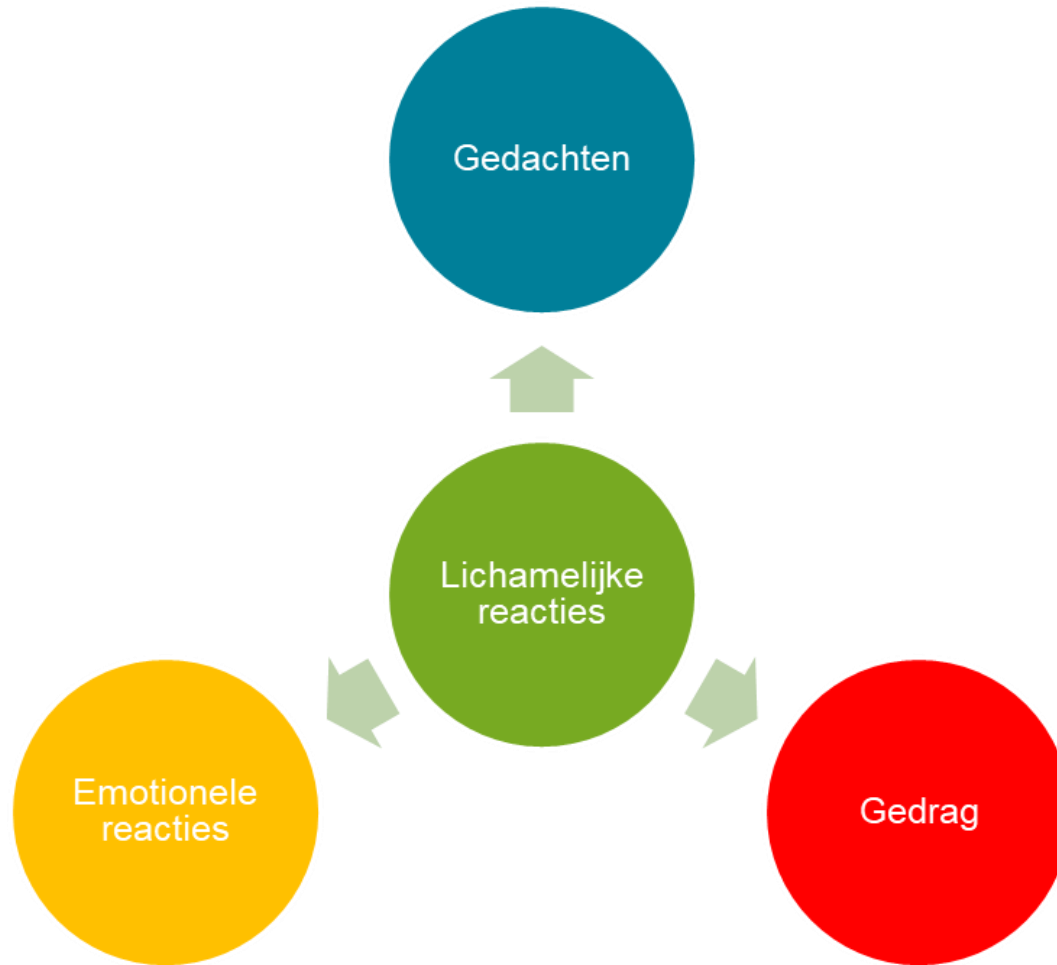 Gedachten
Lichamelijke
reacties
Emotionele
reacties
Gedrag